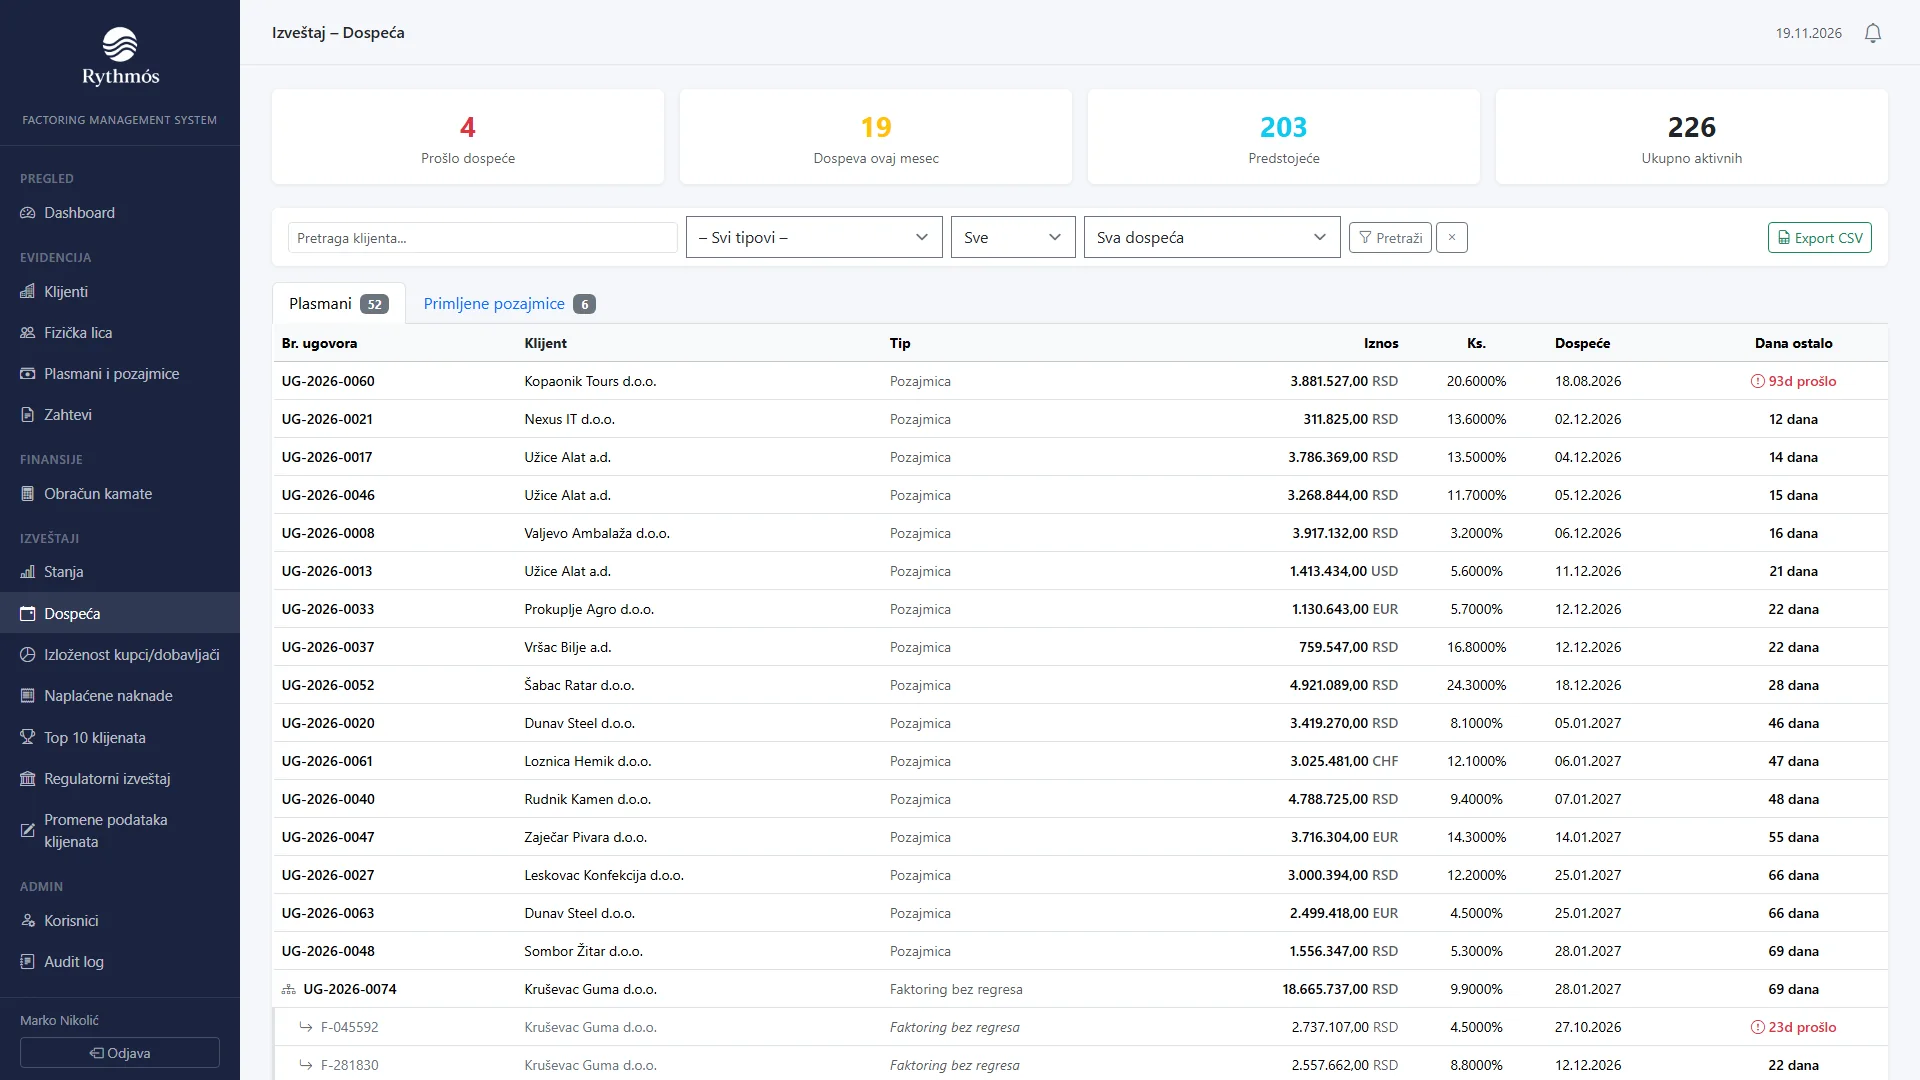 Rythmós
FACTORING MANAGEMENT SYSTEM
PREGLED
Dashboard
EVIDENCIJA
Klijenti
Fizička lica
Plasmani i pozajmice
Zahtevi
FINANSIJE
Obračun kamate
IZVEŠTAJI
Stanja
Dospeća
Izloženost kupci/dobavljači
Naplaćene naknade
Top 10 klijenata
Regulatorni izveštaj
Promene podataka
klijenata
ADMIN
Korisnici
Audit log
Marko Nikolić
Odjava
Izveštaj – Dospeća
19.11.2026
4
Prošlo dospeće
19
Dospeva ovaj mesec
203
Predstojeće
226
Ukupno aktivnih
Pretraga klijenta... – Svi tipovi – Sve Sva dospeća Pretraži × Export CSV
Plasmani 52 Primljene pozajmice 6
Br. ugovora Klijent Tip Iznos Ks. Dospeće Dana ostalo
UG-2026-0060 Kopaonik Tours d.o.o. Pozajmica 3.881.527,00 RSD 20.6000% 18.08.2026 93d prošlo
UG-2026-0021 Nexus IT d.o.o. Pozajmica 311.825,00 RSD 13.6000% 02.12.2026 12 dana
UG-2026-0017 Užice Alat a.d. Pozajmica 3.786.369,00 RSD 13.5000% 04.12.2026 14 dana
UG-2026-0046 Užice Alat a.d. Pozajmica 3.268.844,00 RSD 11.7000% 05.12.2026 15 dana
UG-2026-0008 Valjevo Ambalaža d.o.o. Pozajmica 3.917.132,00 RSD 3.2000% 06.12.2026 16 dana
UG-2026-0013 Užice Alat a.d. Pozajmica 1.413.434,00 USD 5.6000% 11.12.2026 21 dana
UG-2026-0033 Prokuplje Agro d.o.o. Pozajmica 1.130.643,00 EUR 5.7000% 12.12.2026 22 dana
UG-2026-0037 Vršac Bilje a.d. Pozajmica 759.547,00 RSD 16.8000% 12.12.2026 22 dana
UG-2026-0052 Šabac Ratar d.o.o. Pozajmica 4.921.089,00 RSD 24.3000% 18.12.2026 28 dana
UG-2026-0020 Dunav Steel d.o.o. Pozajmica 3.419.270,00 RSD 8.1000% 05.01.2027 46 dana
UG-2026-0061 Loznica Hemik d.o.o. Pozajmica 3.025.481,00 CHF 12.1000% 06.01.2027 47 dana
UG-2026-0040 Rudnik Kamen d.o.o. Pozajmica 4.788.725,00 RSD 9.4000% 07.01.2027 48 dana
UG-2026-0047 Zaječar Pivara d.o.o. Pozajmica 3.716.304,00 EUR 14.3000% 14.01.2027 55 dana
UG-2026-0027 Leskovac Konfekcija d.o.o. Pozajmica 3.000.394,00 RSD 12.2000% 25.01.2027 66 dana
UG-2026-0063 Dunav Steel d.o.o. Pozajmica 2.499.418,00 EUR 4.5000% 25.01.2027 66 dana
UG-2026-0048 Sombor Žitar d.o.o. Pozajmica 1.556.347,00 RSD 5.3000% 28.01.2027 69 dana
UG-2026-0074 Kruševac Guma d.o.o. Faktoring bez regresa 18.665.737,00 RSD 9.9000% 28.01.2027 69 dana
F-045592 Kruševac Guma d.o.o. Faktoring bez regresa 2.737.107,00 RSD 4.5000% 27.10.2026 23d prošlo
F-281830 Kruševac Guma d.o.o. Faktoring bez regresa 2.557.662,00 RSD 8.8000% 12.12.2026 22 dana